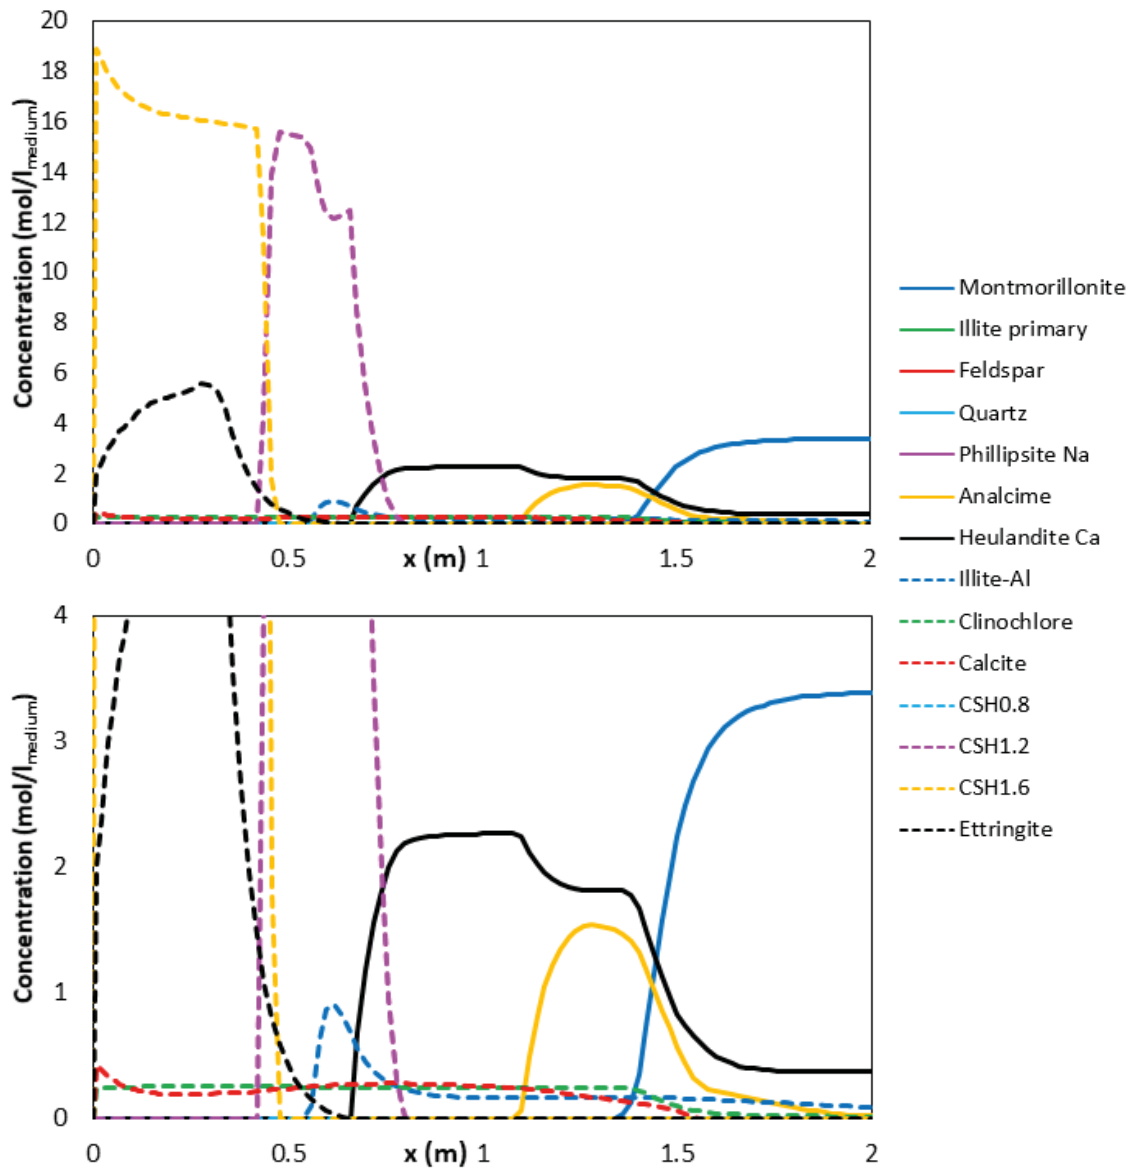 20
18
16
14
12
10
8
6
4
2
0
Concentration (mol/l_medium)
0 0.5 x (m) 1 1.5 2
Montmorillonite
Illite primary
Feldspar
Quartz
Phillipsite Na
Analcime
Heulandite Ca
Illite-Al
Clinochlore
Calcite
CSH0.8
CSH1.2
CSH1.6
Ettringite
4
3
2
1
0
Concentration (mol/l_medium)
0 0.5 x (m) 1 1.5 2